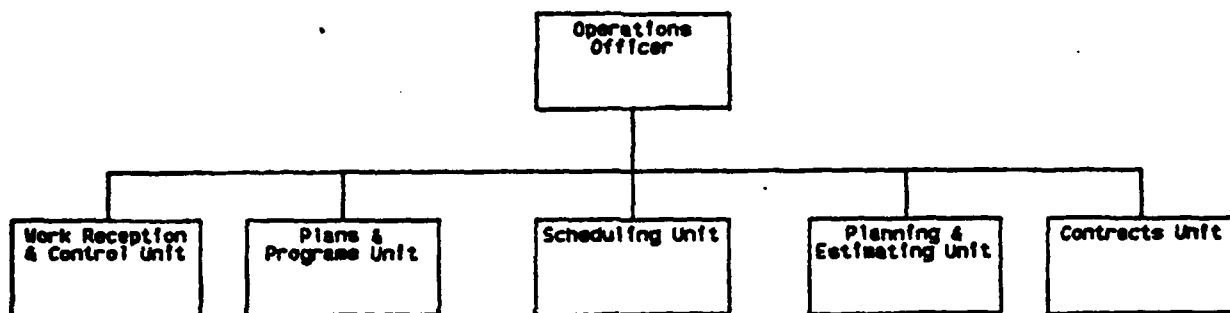 Operations
Officer
Work Reception
& Control Unit
Plans &
Programs Unit
Scheduling Unit
Planning &
Estimating Unit
Contracts Unit